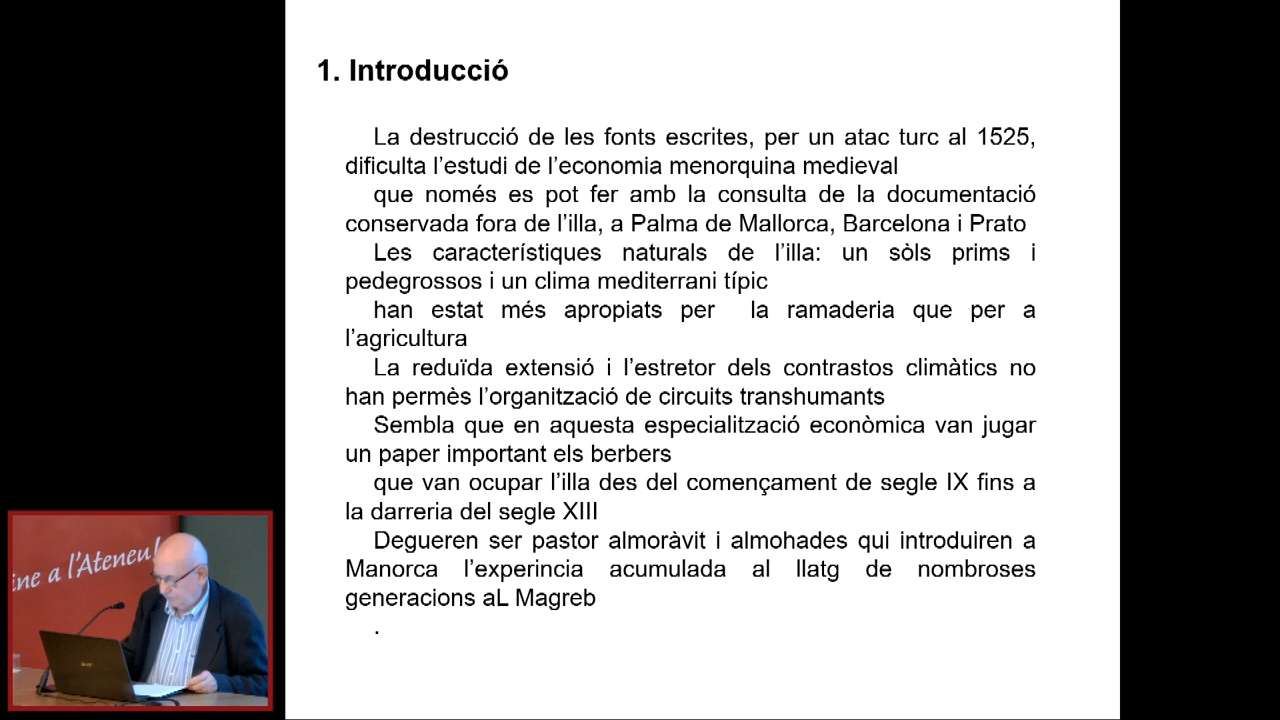 1. Introducció
La destrucció de les fonts escrites, per un atac turc al 1525,
dificulta l'estudi de l'economia menorquina medieval
que només es pot fer amb la consulta de la documentació
conservada fora de l'illa, a Palma de Mallorca, Barcelona i Prato
Les característiques naturals de l'illa: un sòls prims i
pedegrossos i un clima mediterrani típic
han estat més apropiats per la ramaderia que per a
l'agricultura
La reduïda extensió i l'estretor dels contrastos climàtics no
han permès l'organització de circuits transhumants
Sembla que en aquesta especialització econòmica van jugar
un paper important els berbers
que van ocupar l'illa des del començament de segle IX fins a
la darreria del segle XIII
Degueren ser pastor almoràvit i almohades qui introduiren a
Manorca l'experincia acumulada al llatg de nombroses
generacions aL Magreb
.
ine a l'Ateneu!